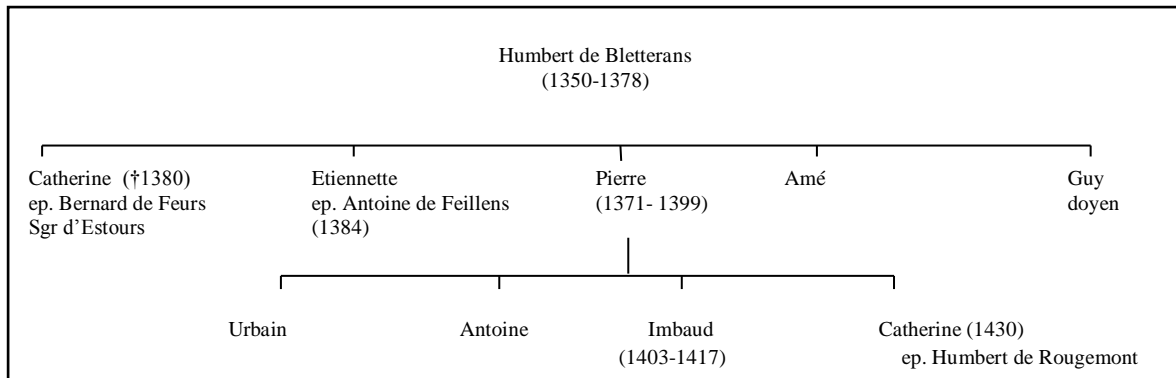 Humbert de Bletterans
(1350-1378)
Catherine (†1380)
ep. Bernard de Feurs
Sgr d'Estours
Etiennette
ep. Antoine de Feillens
(1384)
Pierre
(1371- 1399)
Amé
Guy
doyen
Urbain
Antoine
Imbaud
(1403-1417)
Catherine (1430)
ep. Humbert de Rougemont